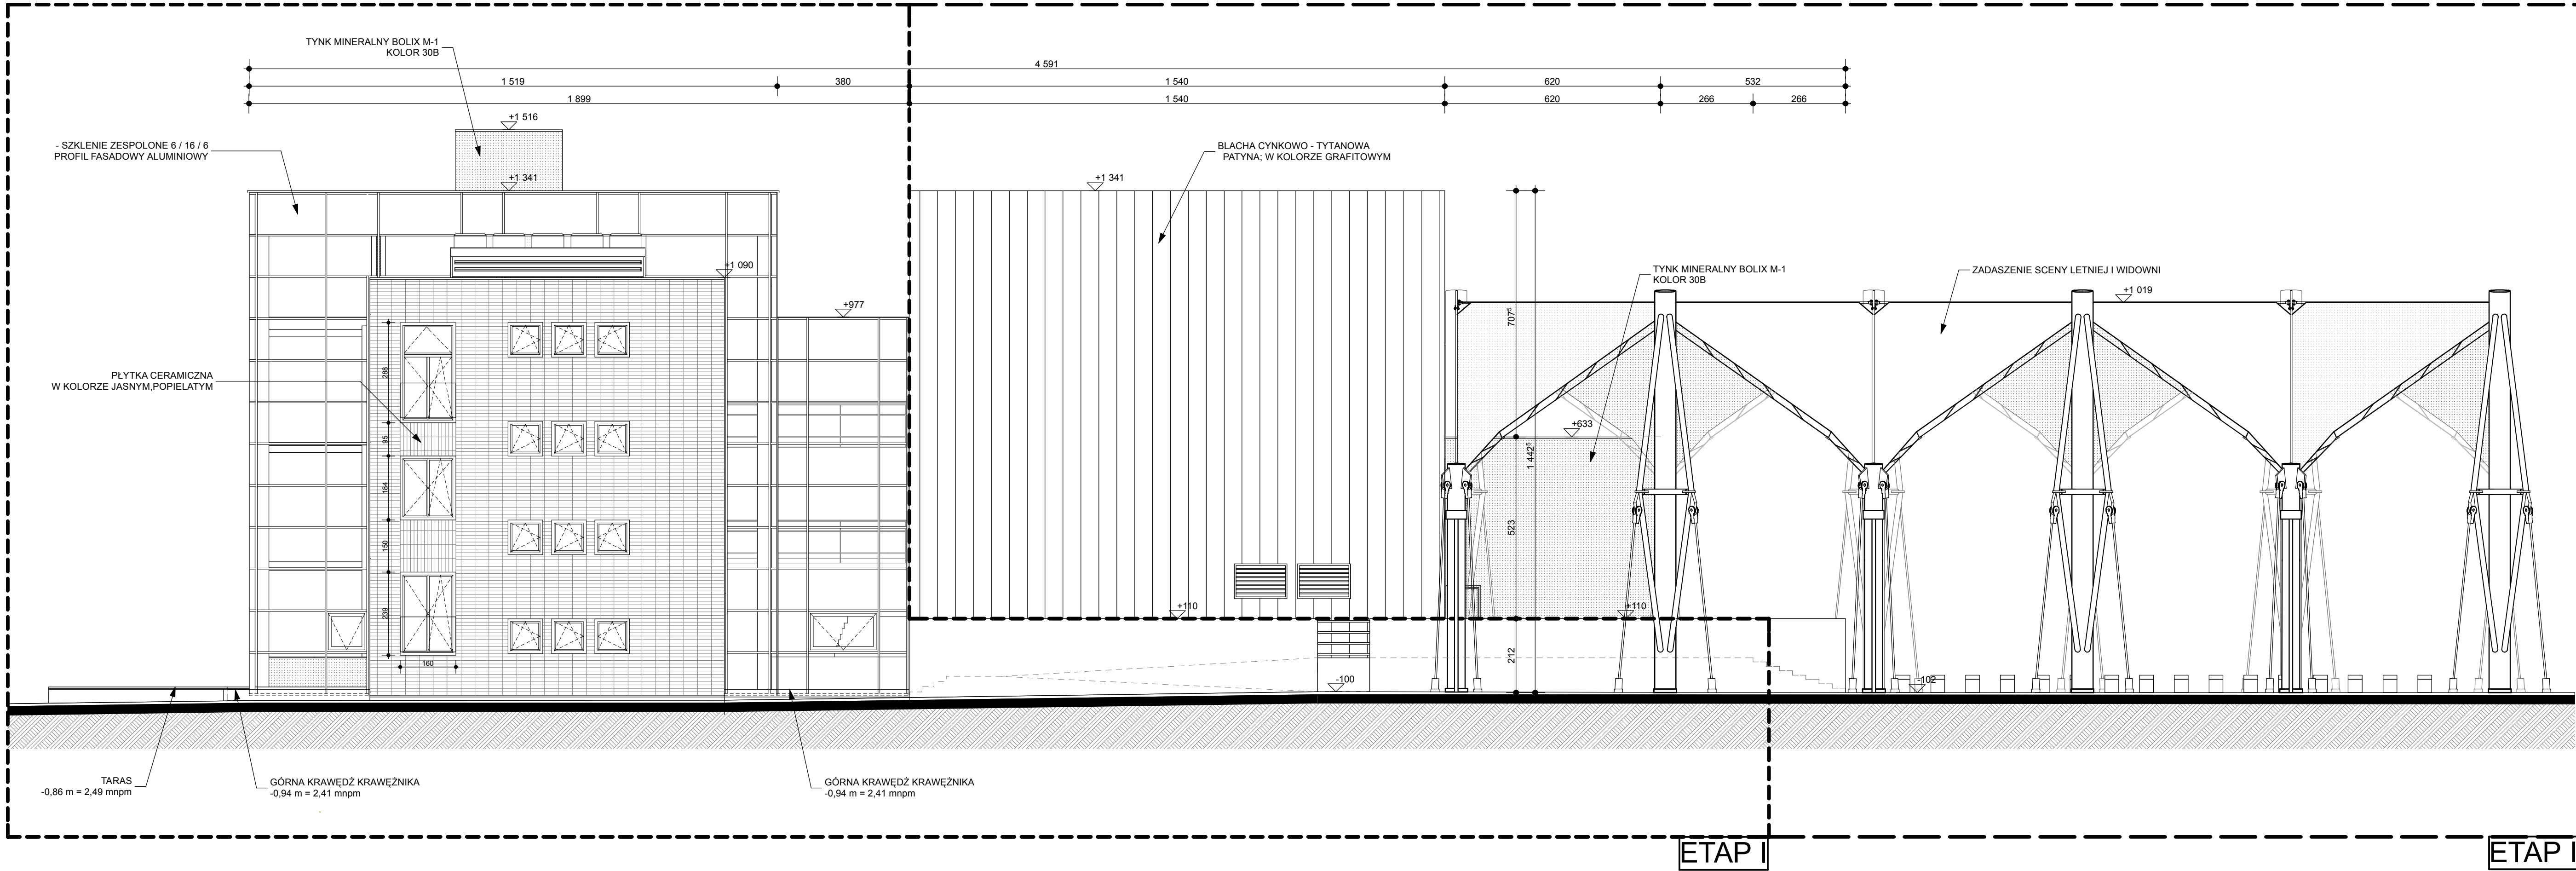 TYNK MINERALNY BOLIX M-1
KOLOR 30B
4 591
1 519
380
1 540
620
532
1 899
1 540
620
266
266
+1 516
- SZKLENIE ZESPOLONE 6 / 16 / 6
PROFIL FASADOWY ALUMINIOWY
BLACHA CYNKOWO - TYTANOWA
PATYNA; W KOLORZE GRAFITOWYM
+1 341
+1 341
+1 090
TYNK MINERALNY BOLIX M-1
KOLOR 30B
ZADASZENIE SCENY LETNIEJ I WIDOWNI
+1 019
+977
707⁵
288
PŁYTKA CERAMICZNA
W KOLORZE JASNYM,POPIELATYM
+633
95
1 442⁵
184
523
150
239
+110
+110
160
212
-100
-102
TARAS
-0,86 m = 2,49 mnpm
GÓRNA KRAWĘDŹ KRAWĘŻNIKA
-0,94 m = 2,41 mnpm
GÓRNA KRAWĘDŹ KRAWĘŻNIKA
-0,94 m = 2,41 mnpm
ETAP I
ETAP I